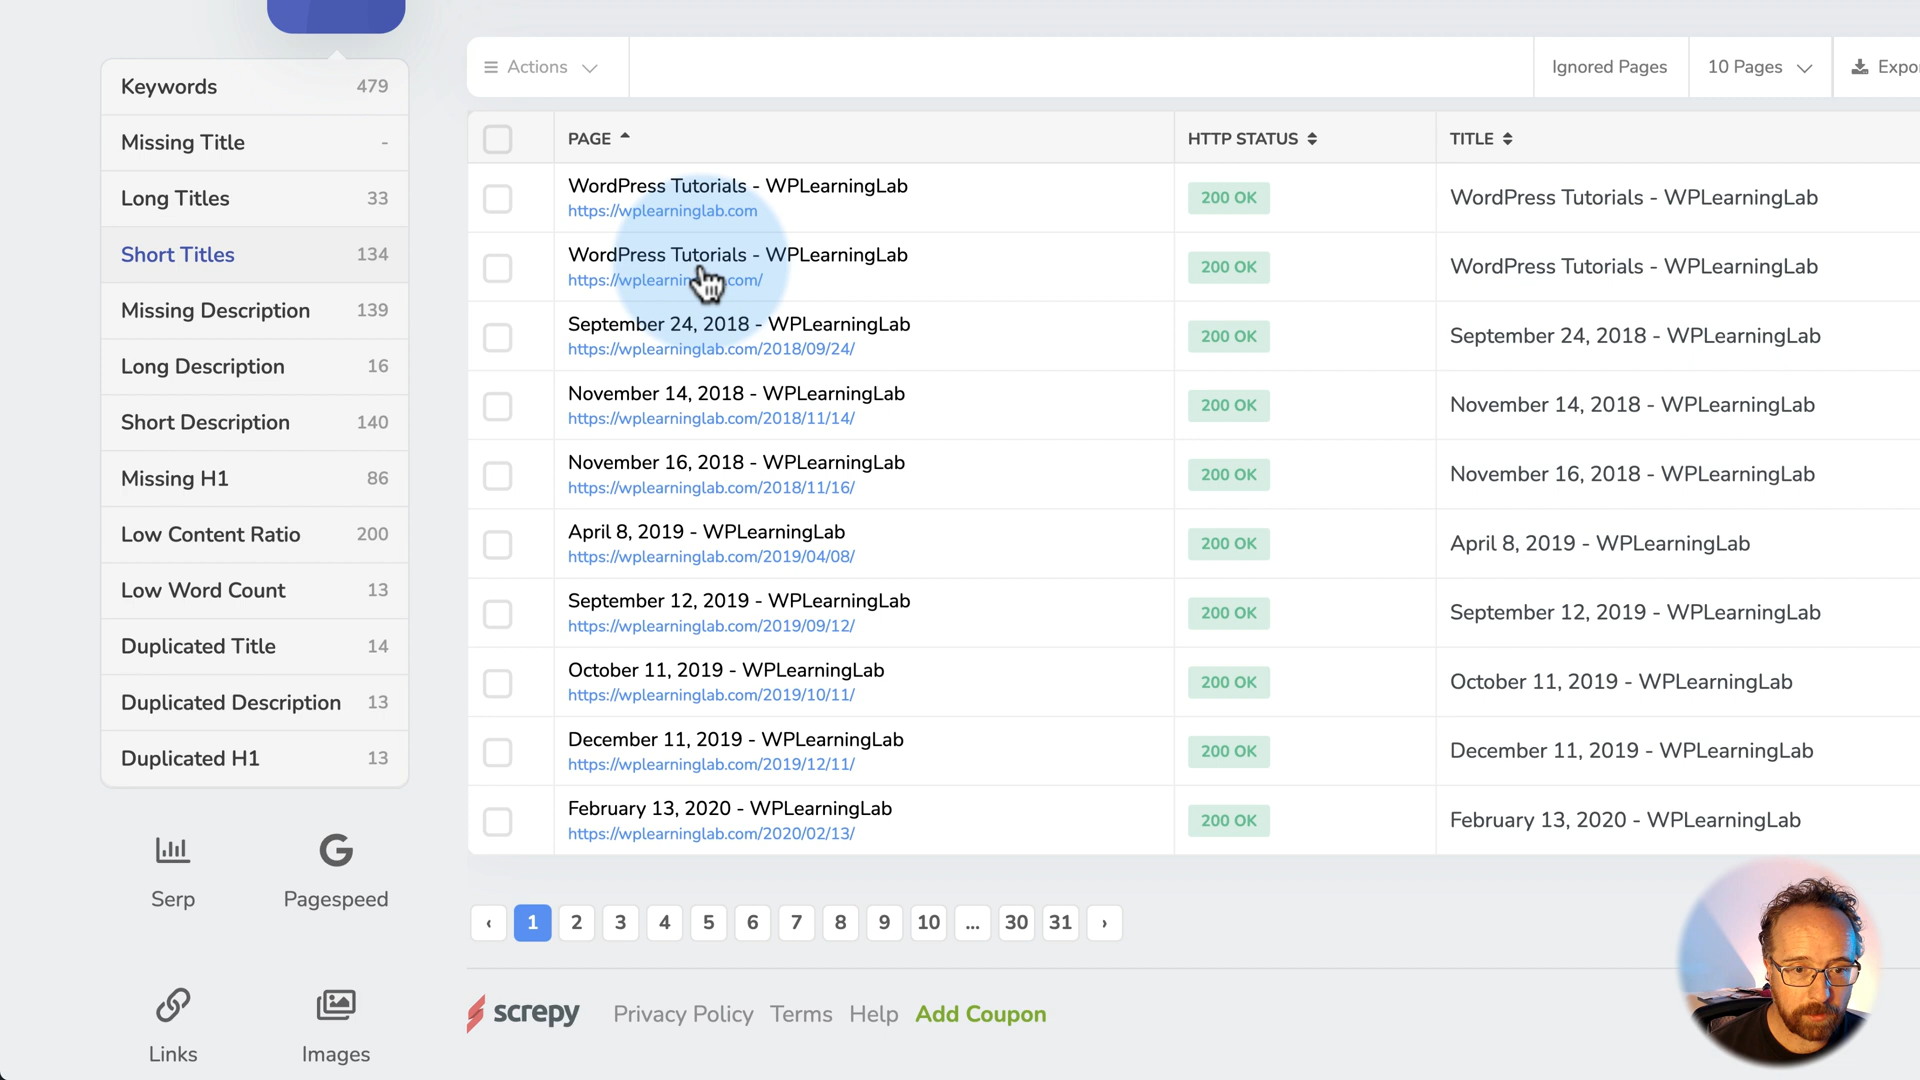 Keywords 479
Missing Title -
Long Titles 33
Short Titles 134
Missing Description 139
Long Description 16
Short Description 140
Missing H1 86
Low Content Ratio 200
Low Word Count 13
Duplicated Title 14
Duplicated Description 13
Duplicated H1 13
Serp
Pagespeed
Links
Images
Actions
Ignored Pages
10 Pages
PAGE HTTP STATUS TITLE
WordPress Tutorials - WPLearningLab
https://wplearninglab.com
200 OK
WordPress Tutorials - WPLearningLab
WordPress Tutorials - WPLearningLab
200 OK
WordPress Tutorials - WPLearningLab
September 24, 2018 - WPLearningLab
https://wplearninglab.com/2018/09/24/
200 OK
September 24, 2018 - WPLearningLab
November 14, 2018 - WPLearningLab
https://wplearninglab.com/2018/11/14/
200 OK
November 14, 2018 - WPLearningLab
November 16, 2018 - WPLearningLab
https://wplearninglab.com/2018/11/16/
200 OK
November 16, 2018 - WPLearningLab
April 8, 2019 - WPLearningLab
https://wplearninglab.com/2019/04/08/
200 OK
April 8, 2019 - WPLearningLab
September 12, 2019 - WPLearningLab
https://wplearninglab.com/2019/09/12/
200 OK
September 12, 2019 - WPLearningLab
October 11, 2019 - WPLearningLab
https://wplearninglab.com/2019/10/11/
200 OK
October 11, 2019 - WPLearningLab
December 11, 2019 - WPLearningLab
https://wplearninglab.com/2019/12/11/
200 OK
December 11, 2019 - WPLearningLab
February 13, 2020 - WPLearningLab
https://wplearninglab.com/2020/02/13/
200 OK
February 13, 2020 - WPLearningLab
‹ 1 2 3 4 5 6 7 8 9 10 ... 30 31 ›
screpy Privacy Policy Terms Help Add Coupon